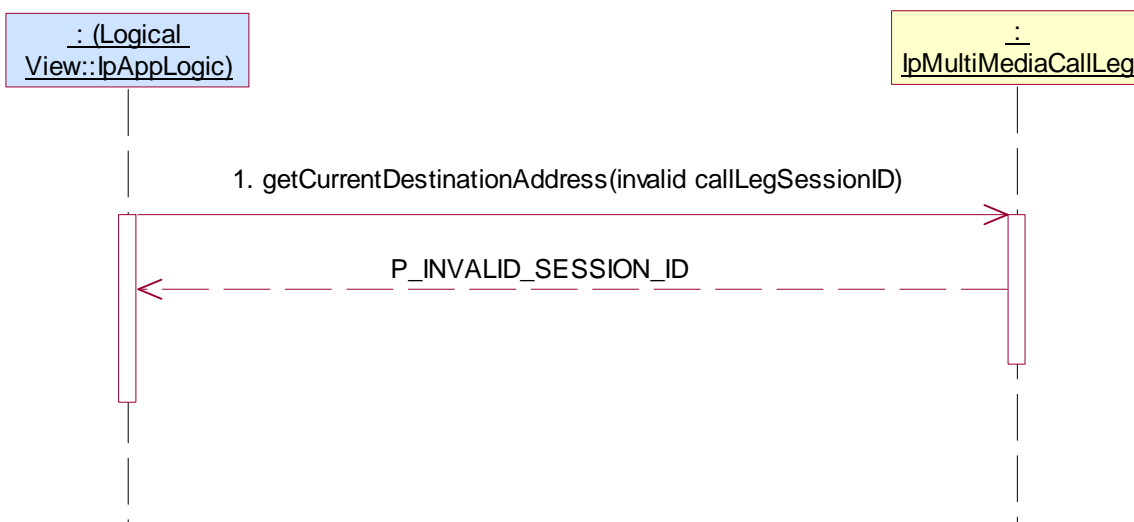 : (Logical
View::IpAppLogic)
:
IpMultiMediaCallLeg
1. getCurrentDestinationAddress(invalid callLegSessionID)
P_INVALID_SESSION_ID